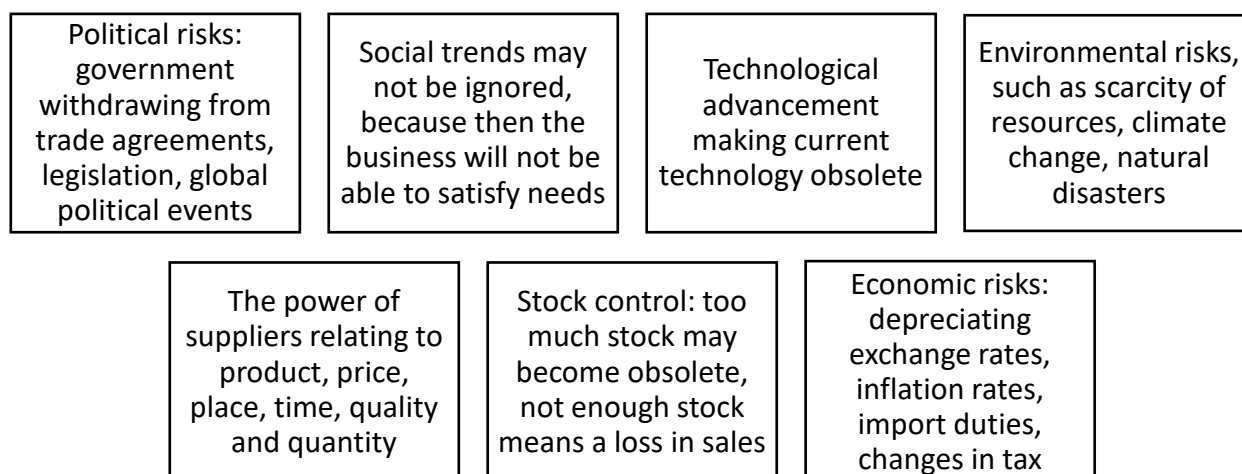 Political risks:
government
withdrawing from
trade agreements,
legislation, global
political events
Social trends may
not be ignored,
because then the
business will not be
able to satisfy needs
Technological
advancement
making current
technology obsolete
Environmental risks,
such as scarcity of
resources, climate
change, natural
disasters
The power of
suppliers relating to
product, price,
place, time, quality
and quantity
Stock control: too
much stock may
become obsolete,
not enough stock
means a loss in sales
Economic risks:
depreciating
exchange rates,
inflation rates,
import duties,
changes in tax